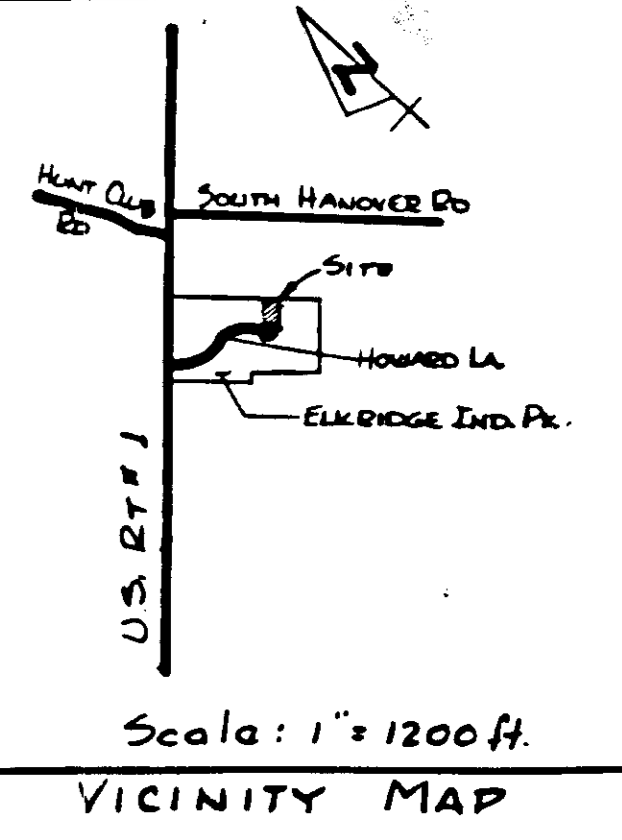 N
HUNT CLUB
RD
SOUTH HANOVER RD
SITE
HOWARD LA.
ELKRIDGE IND. PK.
U.S. RT # 1
Scale: 1" = 1200 ft.
VICINITY MAP